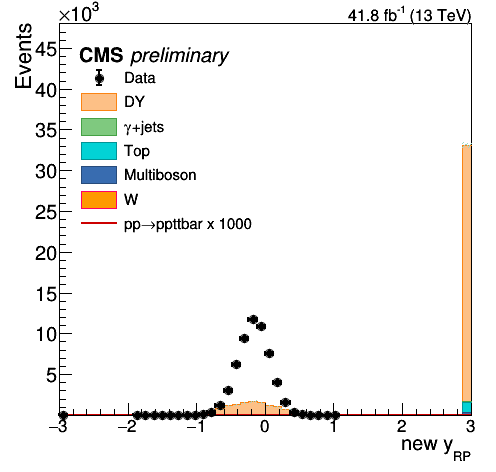 ×10³
41.8 fb⁻¹ (13 TeV)
Events
CMS preliminary
Data
DY
γ+jets
Top
Multiboson
W
pp→ppttbar x 1000
45
40
35
30
25
20
15
10
5
−3 −2 −1 0 1 2 3
new y_RP